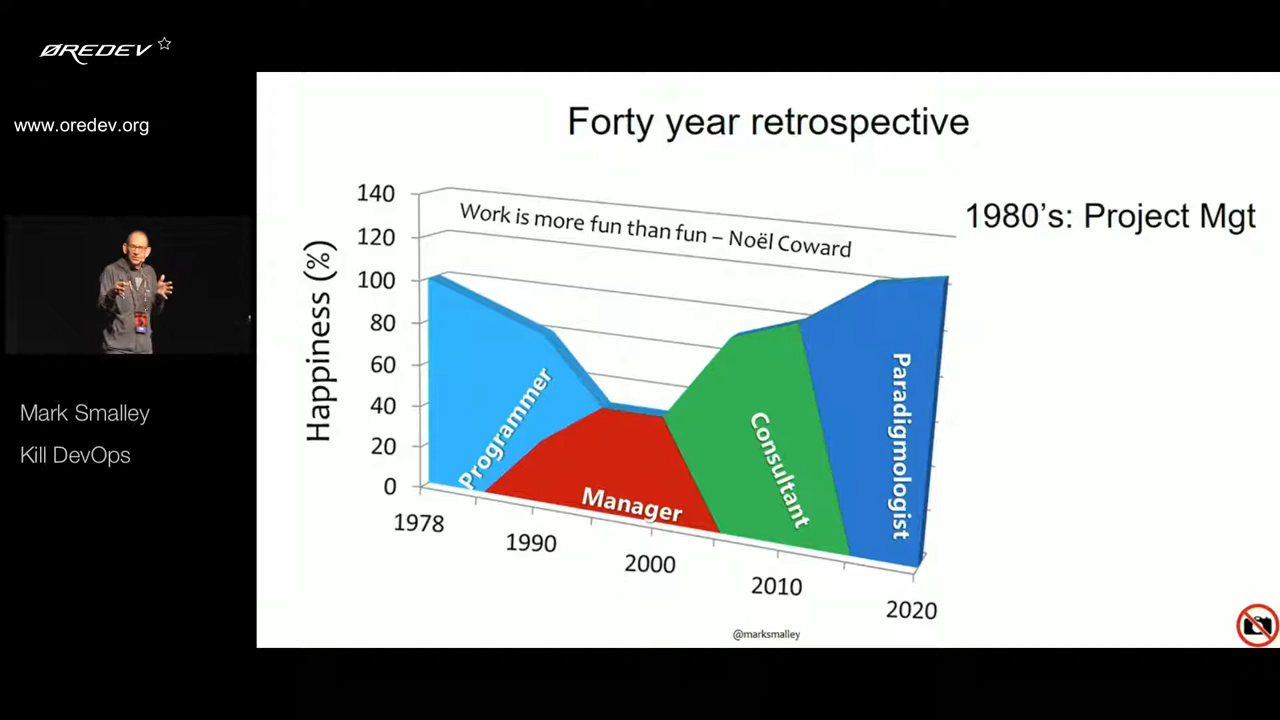 ØREDEV
www.oredev.org
Mark Smalley
Kill DevOps
Forty year retrospective
1980's: Project Mgt
Work is more fun than fun – Noël Coward
Happiness (%)
140
120
100
80
60
40
20
0
Programmer
Manager
Consultant
Paradigmologist
1978
1990
2000
2010
2020
@marksmalley